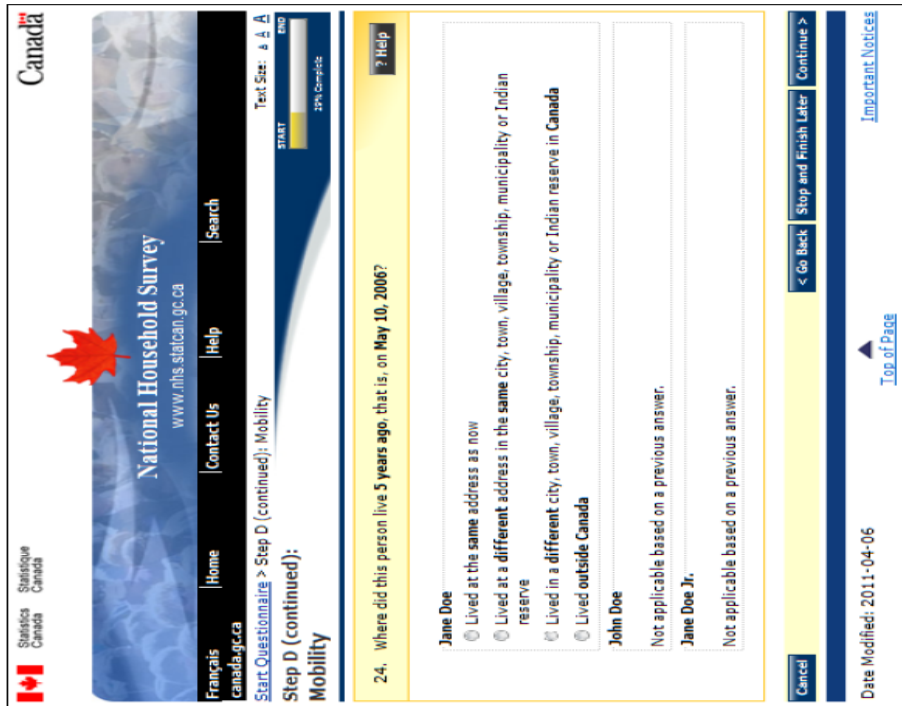 Statistics Statistique
Canada Canada
Canada
National Household Survey
www.nhs.statcan.gc.ca
Français Home Contact Us Help Search
canada.gc.ca
Start Questionnaire > Step D (continued): Mobility
Text Size: A A A
Step D (continued):
Mobility
START END
29% Complete
24. Where did this person live 5 years ago, that is, on May 10, 2006?
? Help
Jane Doe
Lived at the same address as now
Lived at a different address in the same city, town, village, township, municipality or Indian
reserve
Lived in a different city, town, village, township, municipality or Indian reserve in Canada
Lived outside Canada
John Doe
Not applicable based on a previous answer.
Jane Doe Jr.
Not applicable based on a previous answer.
Cancel < Go Back Stop and Finish Later Continue >
Date Modified: 2011-04-06
Top of Page
Important Notices